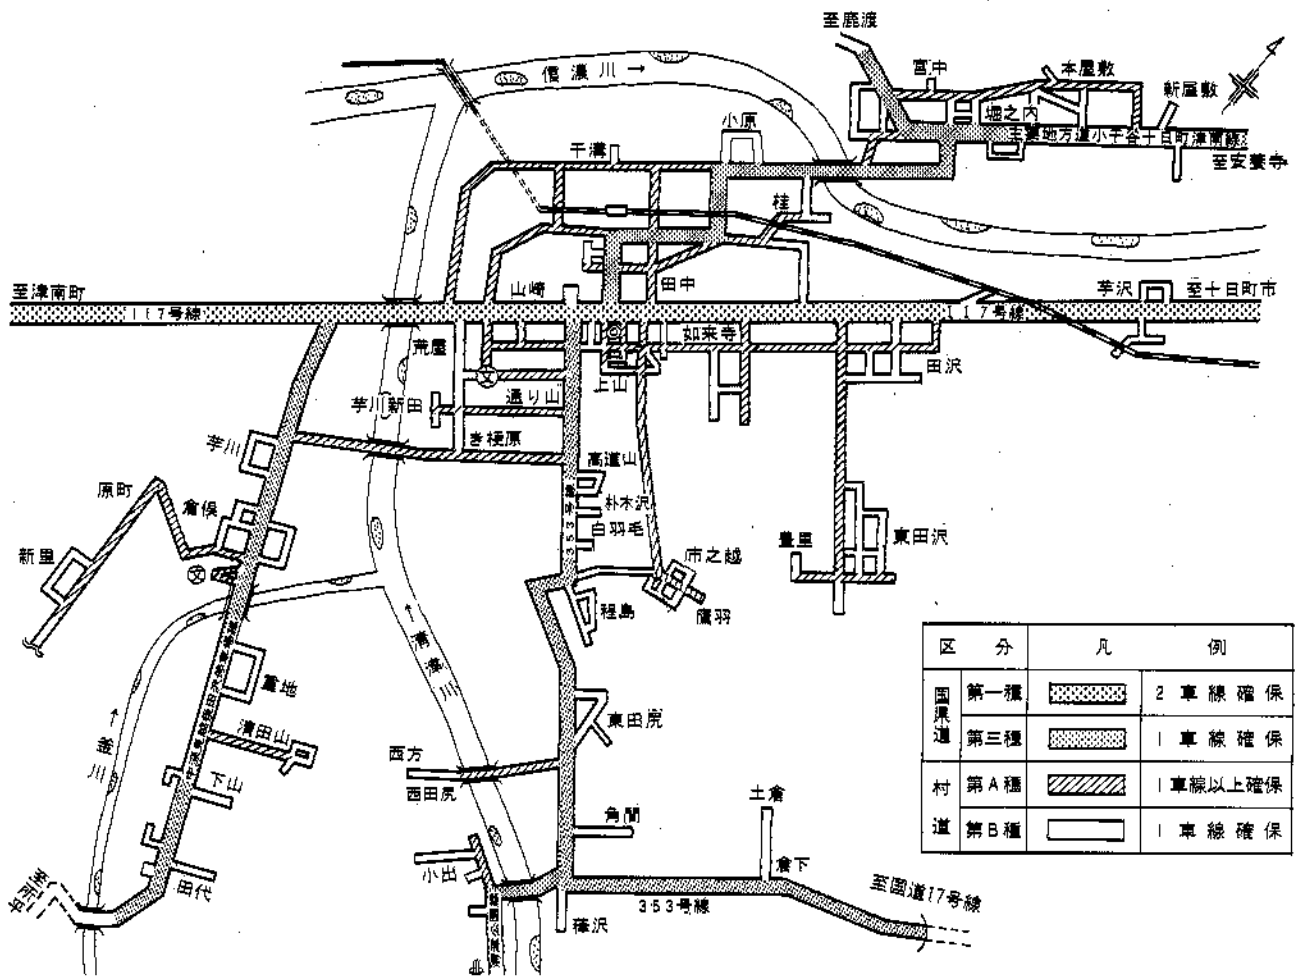 至鹿渡
信濃川→
宮中
本屋敷
新屋敷
堀之内
主要地方道小千谷十日町津南線
至安養寺
小原
干溝
桂
至津南町
117号線
山崎
田中
117号線
芋沢
至十日町市
荒屋
如来寺
文
通り山
上山
田沢
芋川新田
き梗原
芋川
高道山
原町
倉俣
朴木沢
白羽毛
353号線
新里
文
市之越
豊里
東田沢
程島
鷹羽
←清津川
重地
清田山
←釜川
下山
東田尻
西方
西田尻
角間
土倉
小出
倉下
田代
353号線
葎沢
至国道17号線
区分 凡例
国県道 第一種 2車線確保
第三種 1車線確保
村道 第A種 1車線以上確保
第B種 1車線確保